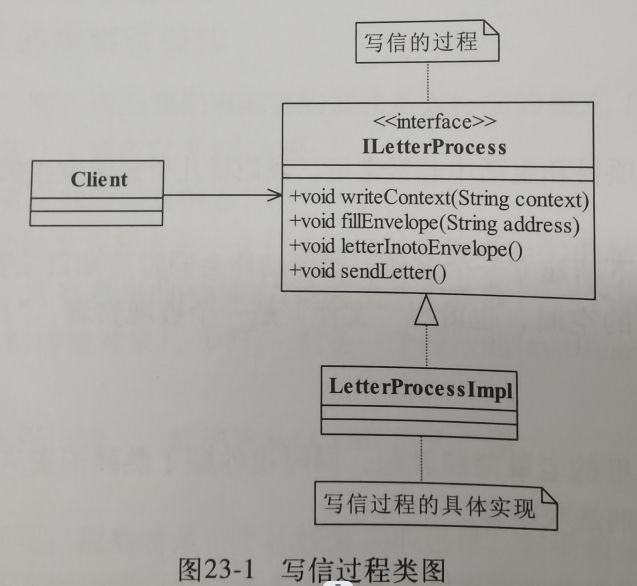 写信的过程
<<interface>>
ILetterProcess
Client
+void writeContext(String context)
+void fillEnvelope(String address)
+void letterInotoEnvelope()
+void sendLetter()
LetterProcessImpl
写信过程的具体实现
图23-1 写信过程类图